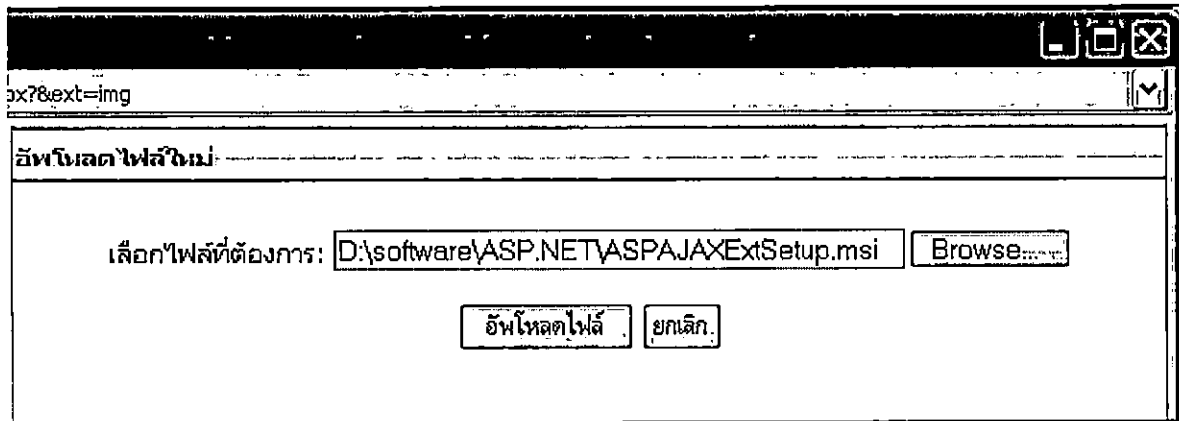 px?&ext=img
อัพโหลดไฟล์ใหม่
เลือกไฟล์ที่ต้องการ: D:\software\ASP.NET\ASPAJAXExtSetup.msi Browse...
อัพโหลดไฟล์ ยกเลิก